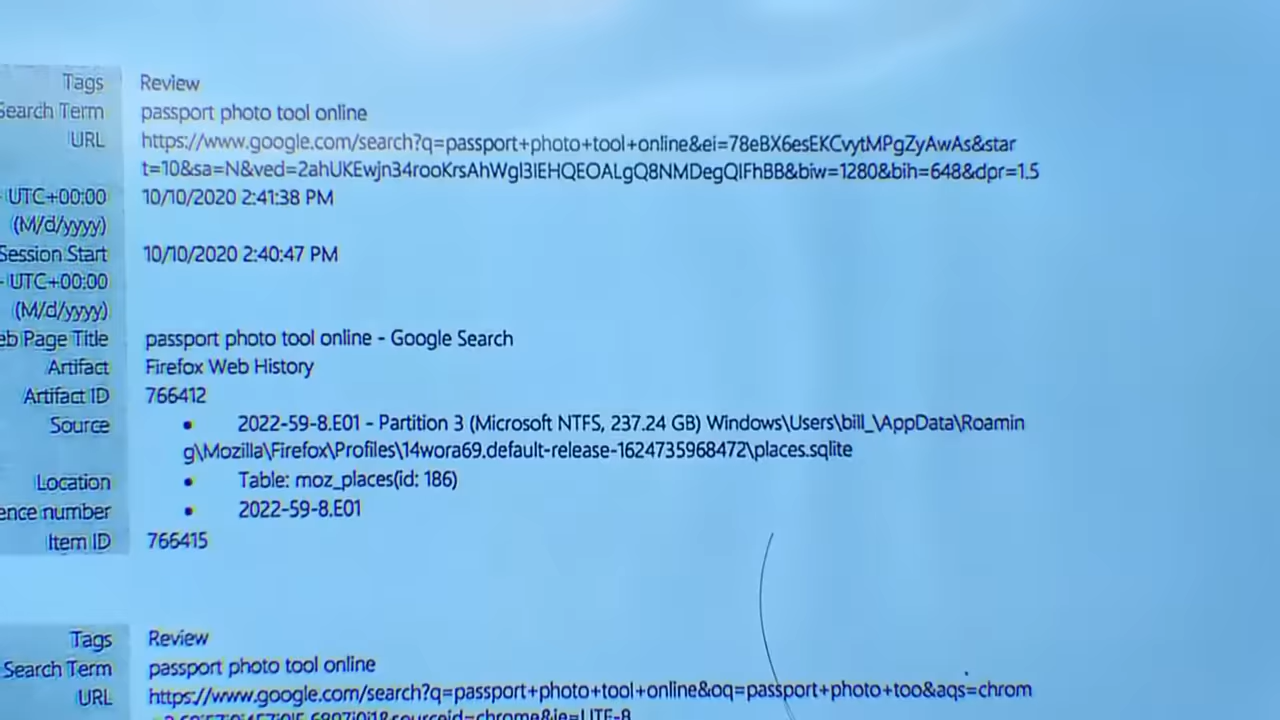 Tags Review
Search Term passport photo tool online
URL https://www.google.com/search?q=passport+photo+tool+online&ei=78eBX6esEKCvytMPgZyAwAs&star
t=10&sa=N&ved=2ahUKEwjn34rooKrsAhWgl3IEHQEOALgQ8NMDegQIFhBB&biw=1280&bih=648&dpr=1.5
- UTC+00:00 10/10/2020 2:41:38 PM
(M/d/yyyy)
Session Start 10/10/2020 2:40:47 PM
- UTC+00:00
(M/d/yyyy)
eb Page Title passport photo tool online - Google Search
Artifact Firefox Web History
Artifact ID 766412
Source • 2022-59-8.E01 - Partition 3 (Microsoft NTFS, 237.24 GB) Windows\Users\bill_\AppData\Roamin
g\Mozilla\Firefox\Profiles\14wora69.default-release-1624735968472\places.sqlite
Location • Table: moz_places(id: 186)
ence number • 2022-59-8.E01
Item ID 766415
Tags Review
Search Term passport photo tool online
URL https://www.google.com/search?q=passport+photo+tool+online&oq=passport+photo+too&aqs=chrom